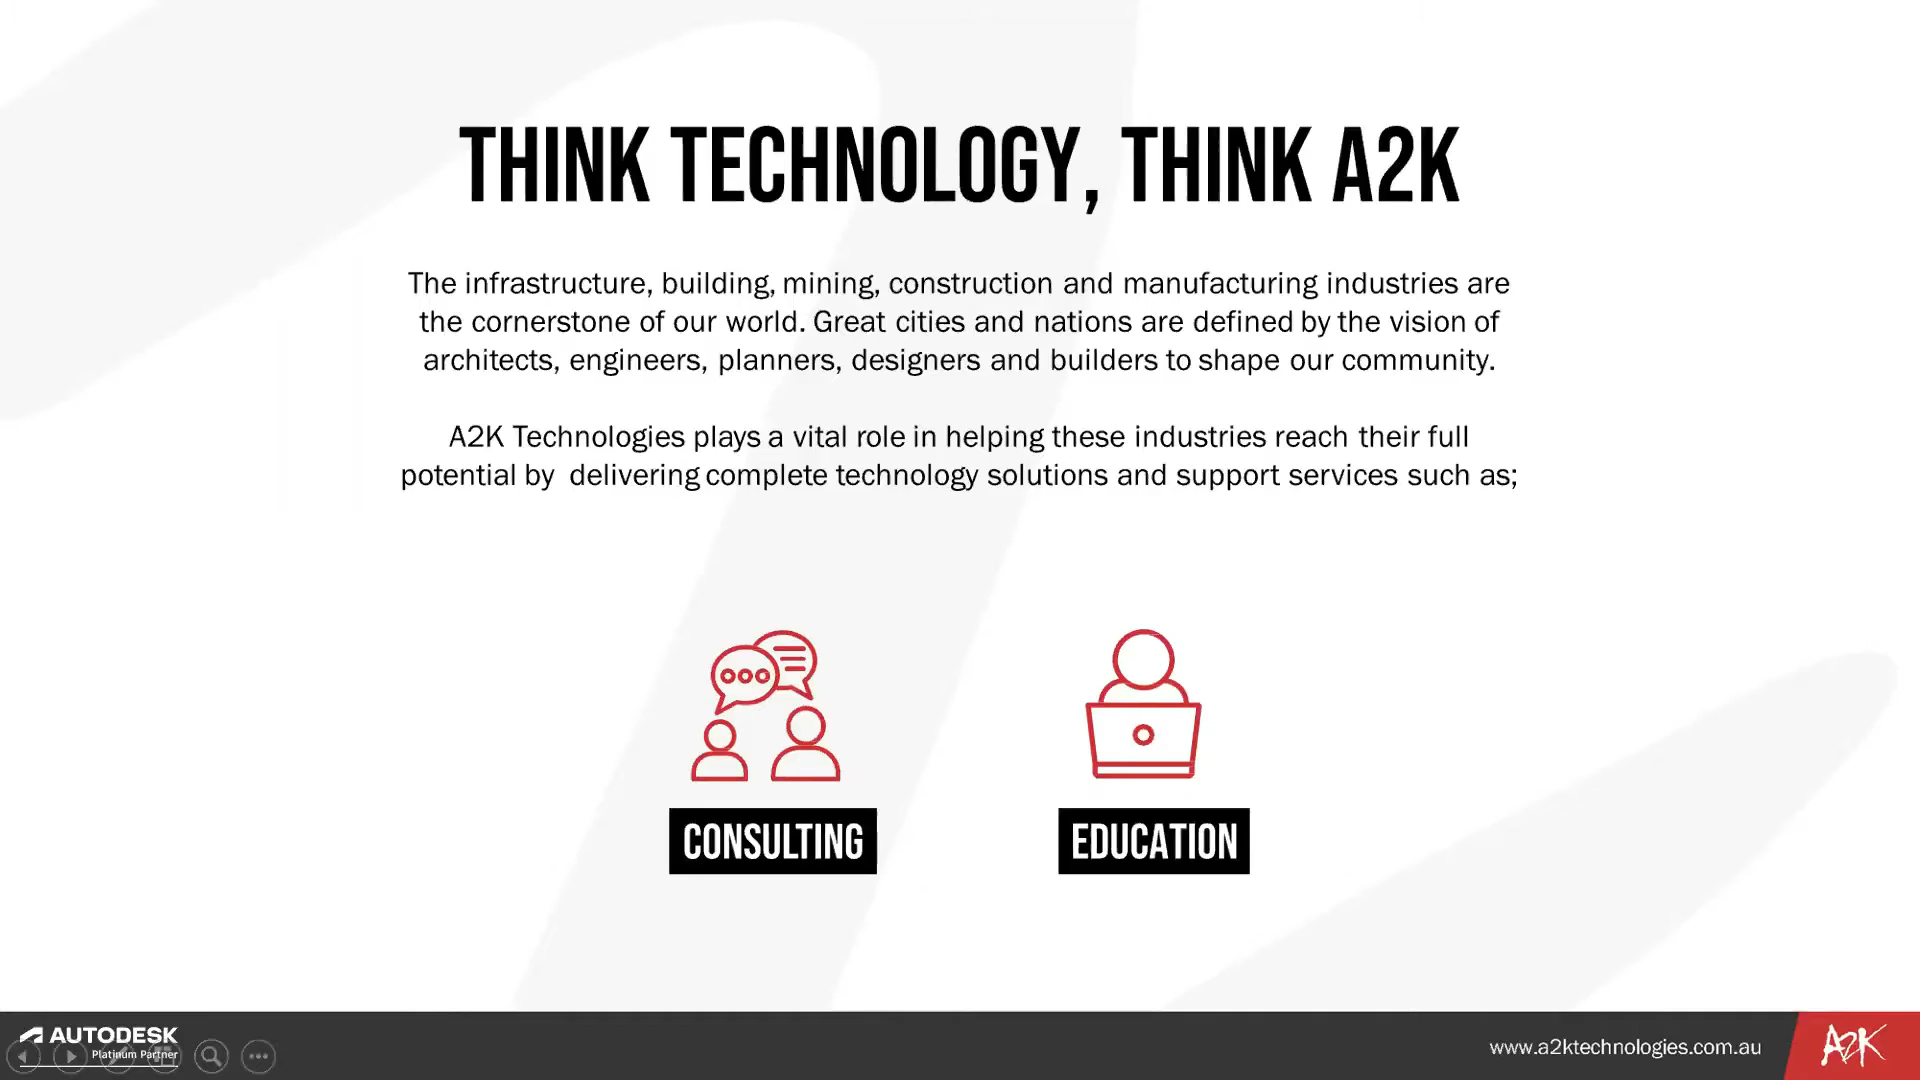 THINK TECHNOLOGY, THINK A2K
The infrastructure, building, mining, construction and manufacturing industries are
the cornerstone of our world. Great cities and nations are defined by the vision of
architects, engineers, planners, designers and builders to shape our community.
A2K Technologies plays a vital role in helping these industries reach their full
potential by delivering complete technology solutions and support services such as;
CONSULTING
EDUCATION
AUTODESK
Platinum Partner
www.a2ktechnologies.com.au
A2K